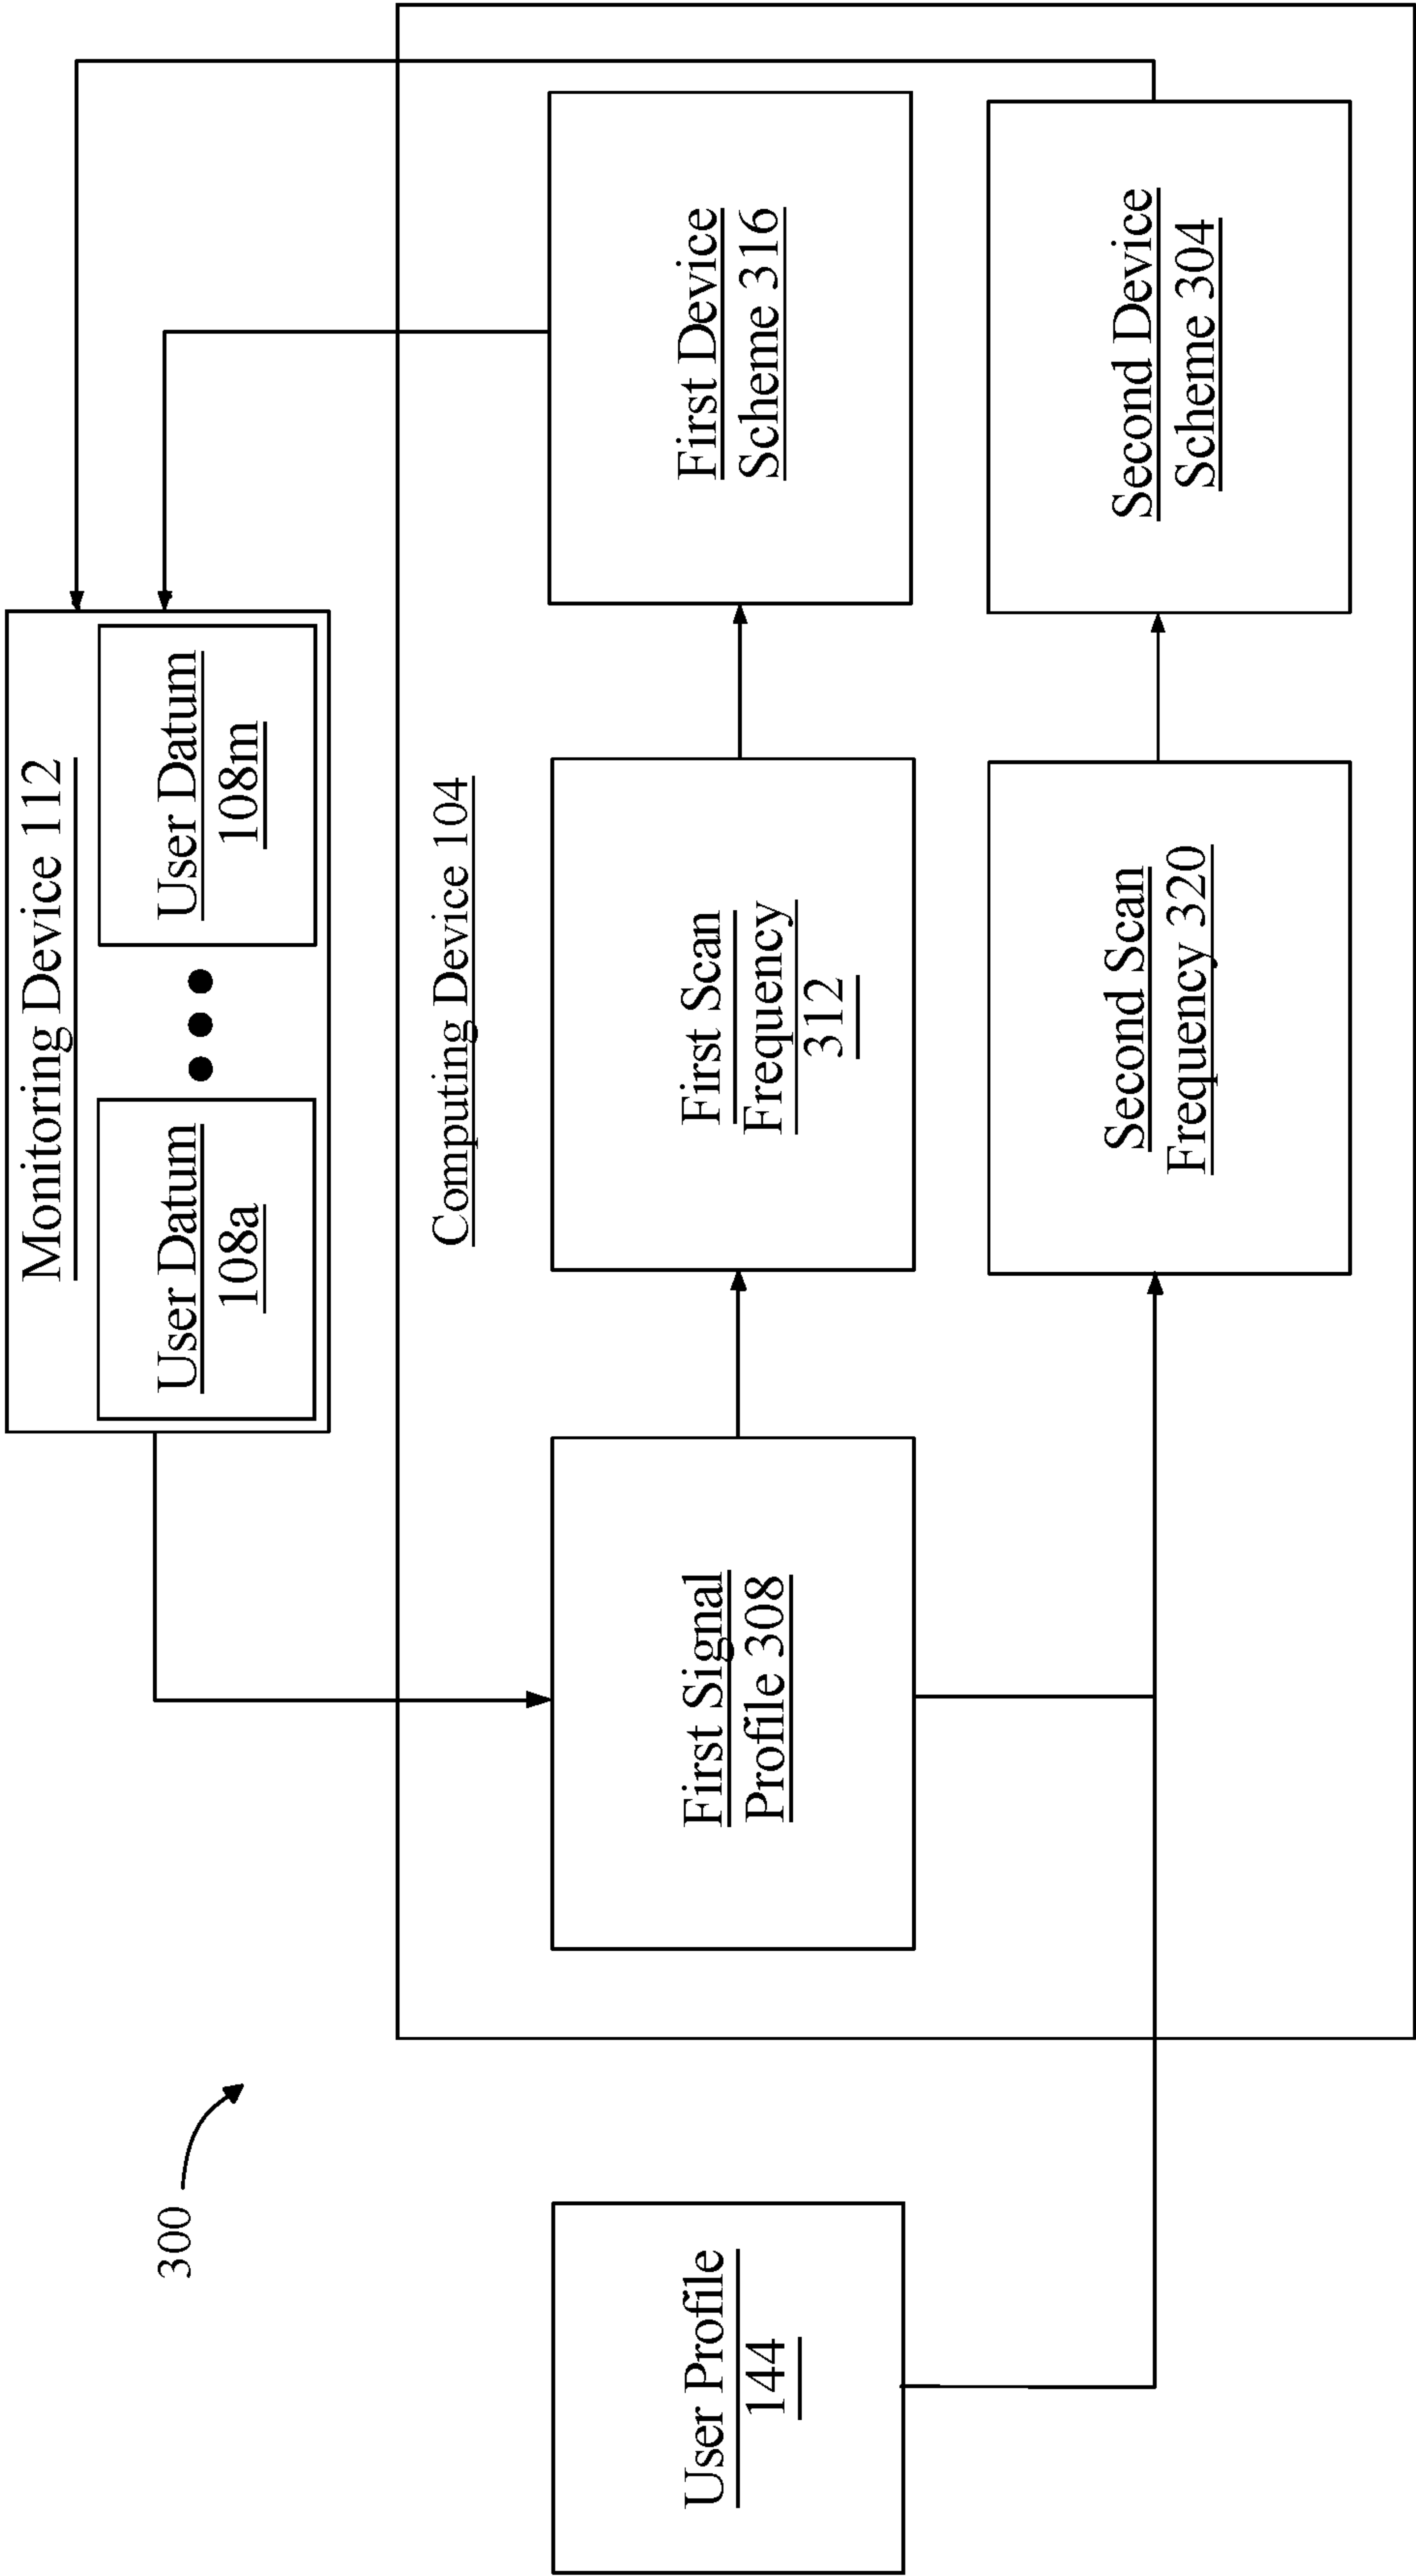 300
Monitoring Device 112
User Datum
108a
User Datum
108m
Computing Device 104
User Profile
144
First Signal
Profile 308
First Scan
Frequency
312
First Device
Scheme 316
Second Scan
Frequency 320
Second Device
Scheme 304